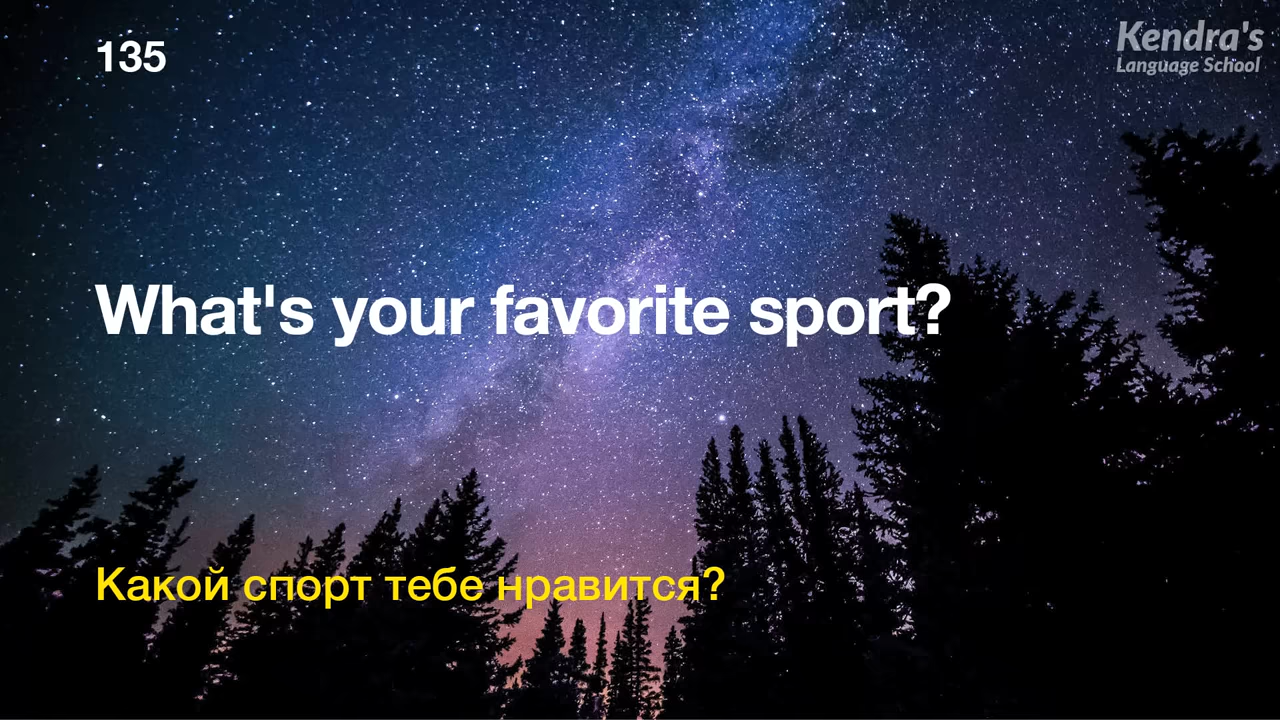 135
Kendra's
Language School
What's your favorite sport?
Какой спорт тебе нравится?